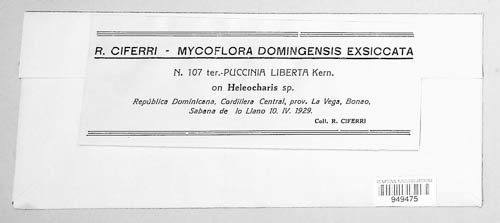 R. CIFERRI - MYCOFLORA DOMINGENSIS EXSICCATA
N. 107 ter.-PUCCINIA LIBERTA Kern.
on Heleocharis sp.
República Dominicana, Cordillera Central, prov. La Vega, Bonao,
Sabana de lo Llano 10. IV. 1929.
Coll. R. CIFERRI
949475